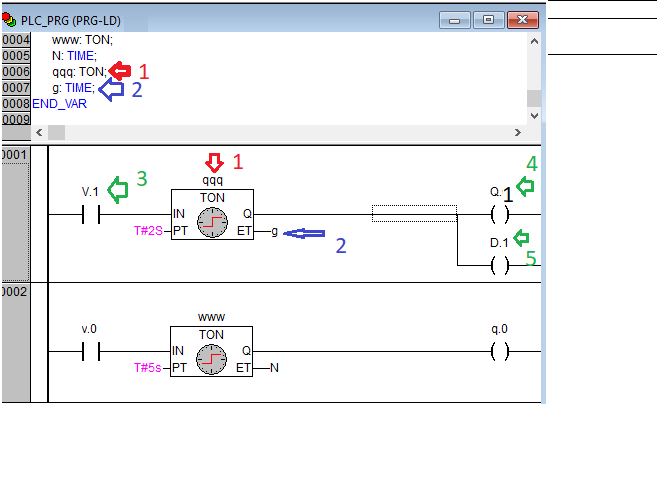 PLC_PRG (PRG-LD)
0004 www: TON;
0005 N: TIME;
0006 qqq: TON; 1
0007 g: TIME; 2
0008 END_VAR
0009
0001
1
qqq
V.1 3
TON
4
Q.1
IN Q
T#2S PT ET g 2
D.1
5
0002
www
v.0
TON
q.0
IN Q
T#5s PT ET N